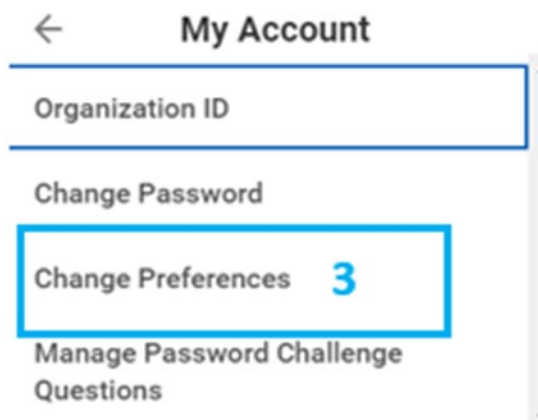 My Account
Organization ID
Change Password
Change Preferences 3
Manage Password Challenge
Questions